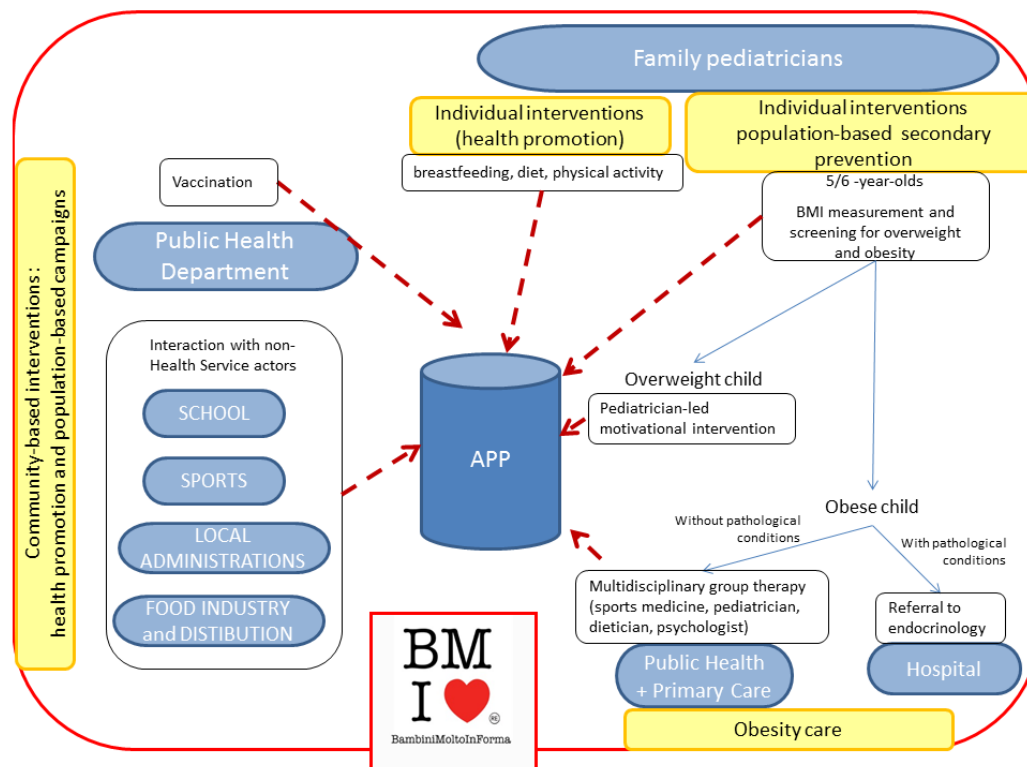 Family pediatricians
Individual interventions
(health promotion)
breastfeeding, diet, physical activity
Individual interventions
population-based secondary
prevention
5/6 -year-olds
BMI measurement and
screening for overweight
and obesity
Community-based interventions :
health promotion and population-based campaigns
Vaccination
Public Health
Department
Interaction with non-
Health Service actors
SCHOOL
SPORTS
LOCAL
ADMINISTRATIONS
FOOD INDUSTRY
and DISTIBUTION
APP
Overweight child
Pediatrician-led
motivational intervention
Obese child
Without pathological
conditions
With pathological
conditions
Multidisciplinary group therapy
(sports medicine, pediatrician,
dietician, psychologist)
Referral to
endocrinology
Public Health
+ Primary Care
Hospital
Obesity care
BM
I
RE
BambiniMoltoInForma